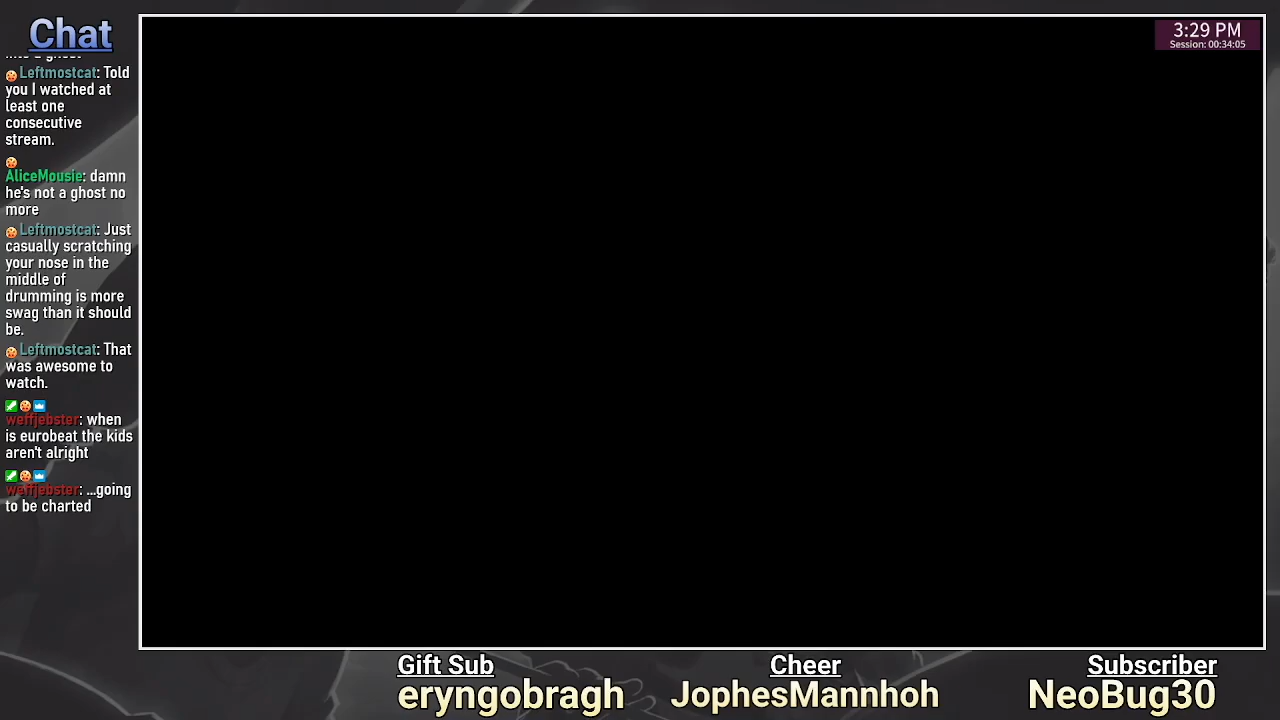 Chat
3:29 PM
Session: 00:34:05
Leftmostcat: Told
you I watched at
least one
consecutive
stream.
AliceMousie: damn
he's not a ghost no
more
Leftmostcat: Just
casually scratching
your nose in the
middle of
drumming is more
swag than it should
be.
Leftmostcat: That
was awesome to
watch.
weffjebster: when
is eurobeat the kids
aren't alright
weffjebster: ...going
to be charted
Gift Sub
eryngobragh
Cheer
JophesMannhoh
Subscriber
NeoBug30